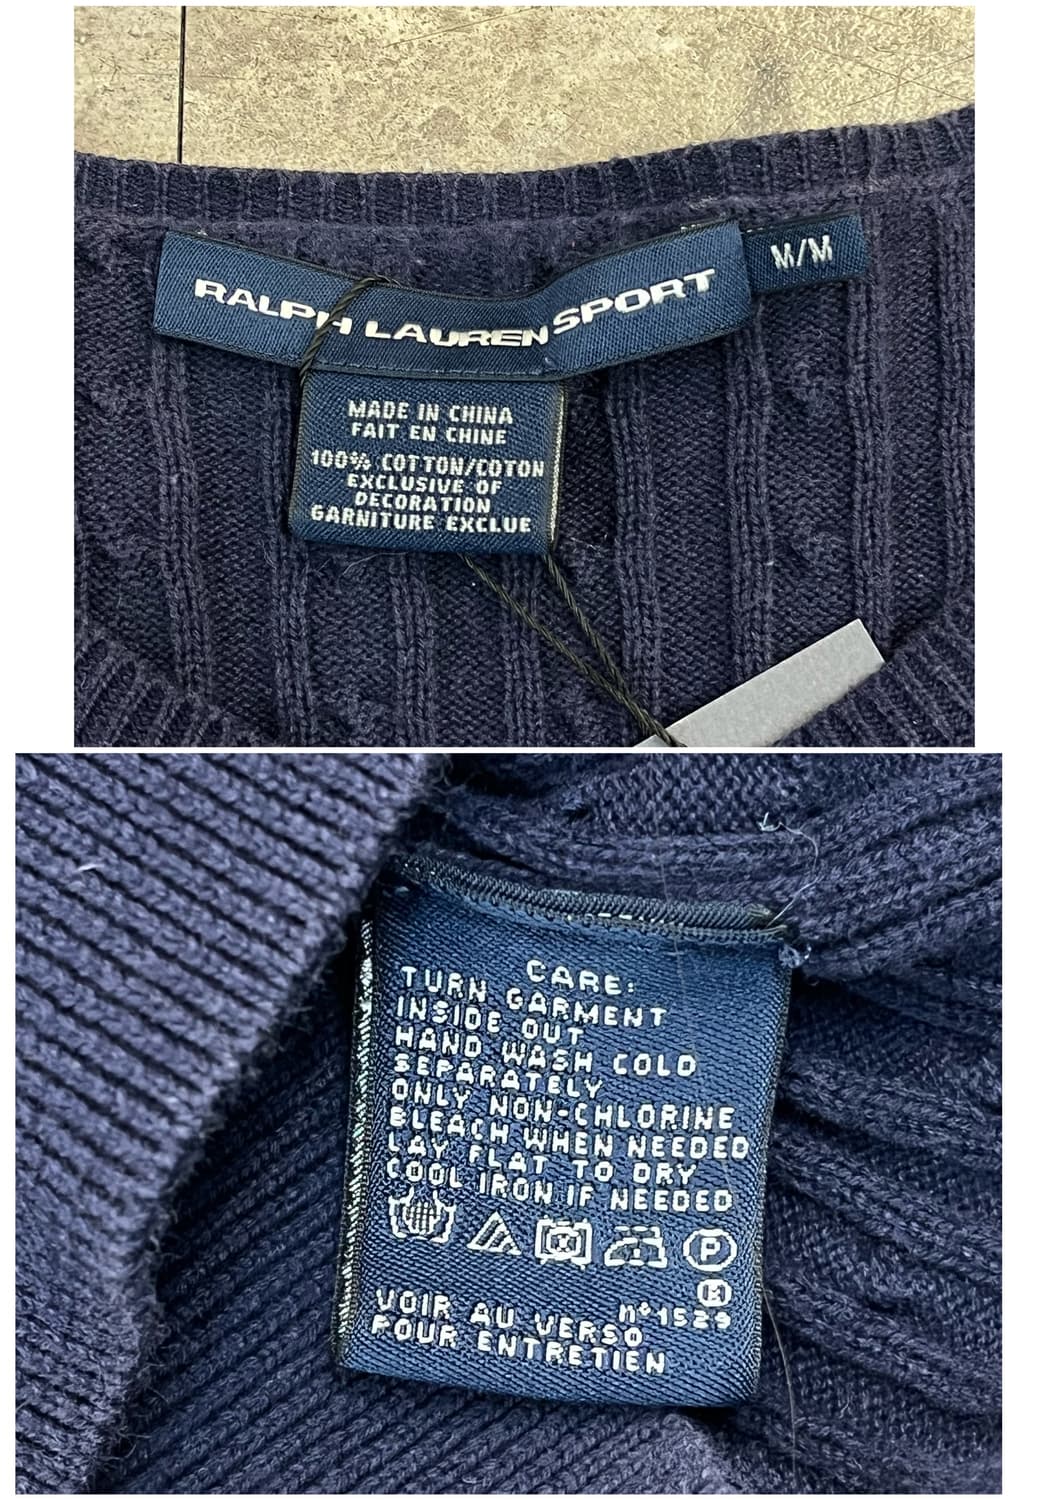 RALPH LAUREN SPORT
M/M
MADE IN CHINA
FAIT EN CHINE
100% COTTON/COTON
EXCLUSIVE OF
DECORATION
GARNITURE EXCLUE
CARE:
TURN GARMENT
INSIDE OUT
HAND WASH COLD
SEPARATELY
ONLY NON-CHLORINE
BLEACH WHEN NEEDED
LAY FLAT TO DRY
COOL IRON IF NEEDED
P
K
n°1529
VOIR AU VERSO
POUR ENTRETIEN